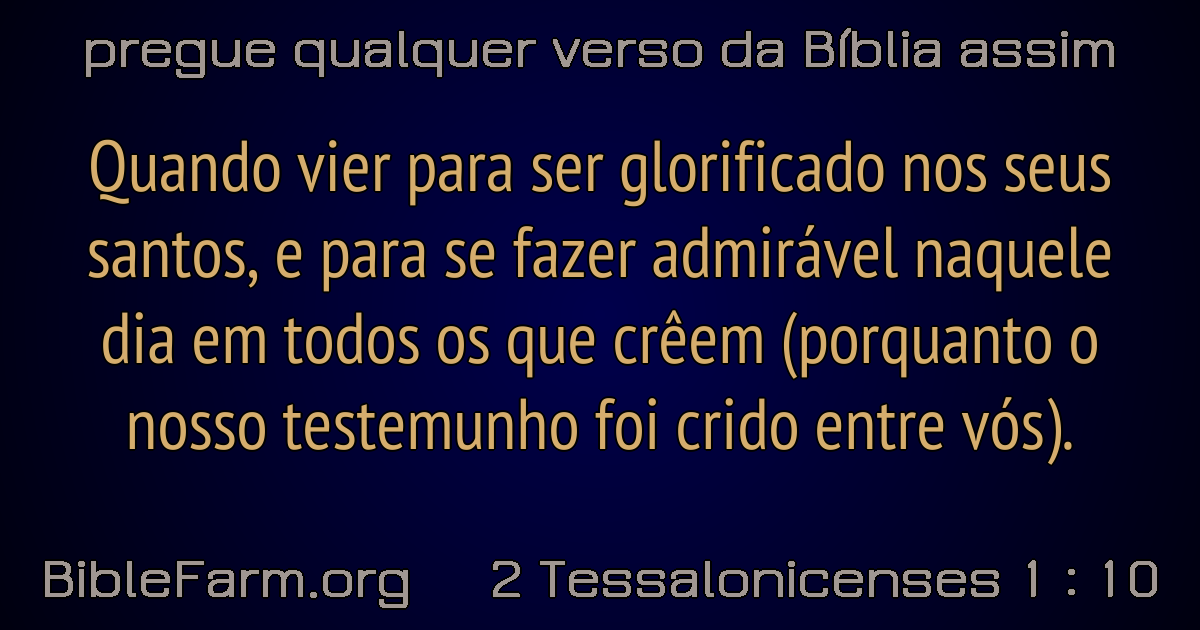 pregue qualquer verso da Bíblia assim
Quando vier para ser glorificado nos seus
santos, e para se fazer admirável naquele
dia em todos os que crêem (porquanto o
nosso testemunho foi crido entre vós).
BibleFarm.org 2 Tessalonicenses 1 : 10